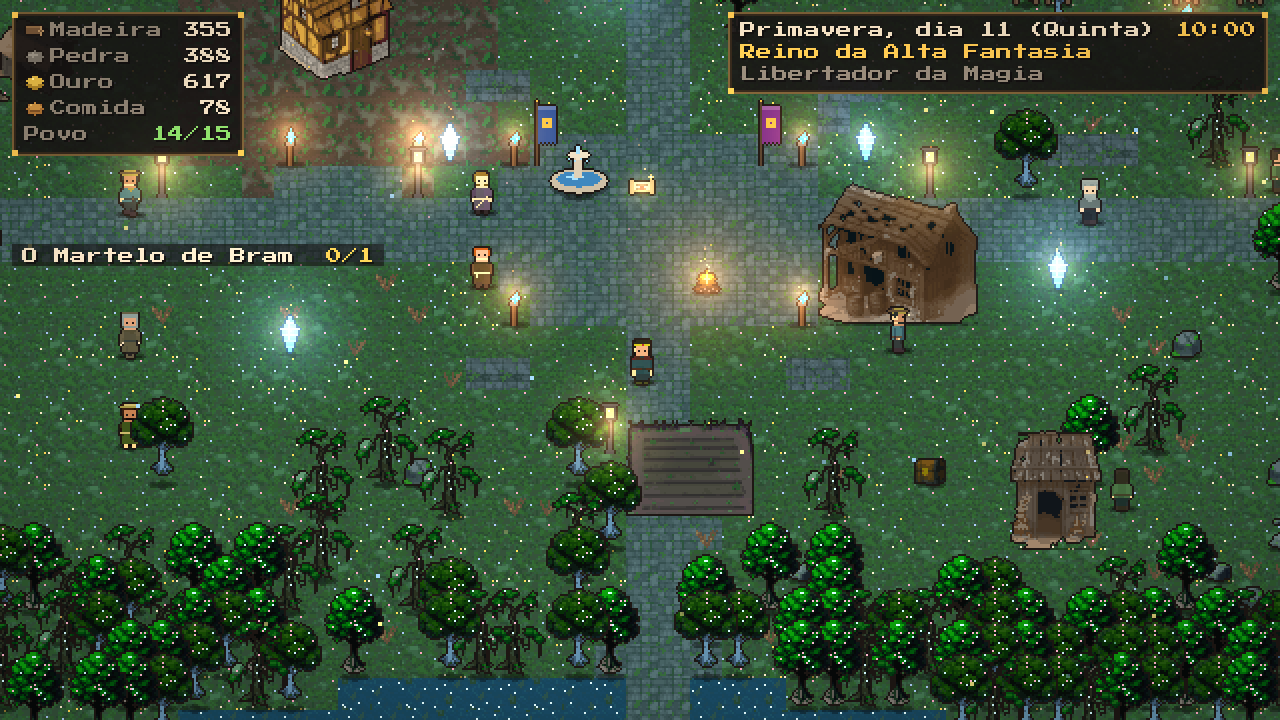 Madeira 355
Pedra 388
Ouro 617
Comida 78
Povo 14/15
Primavera, dia 11 (Quinta) 10:00
Reino da Alta Fantasia
Libertador da Magia
O Martelo de Bram 0/1